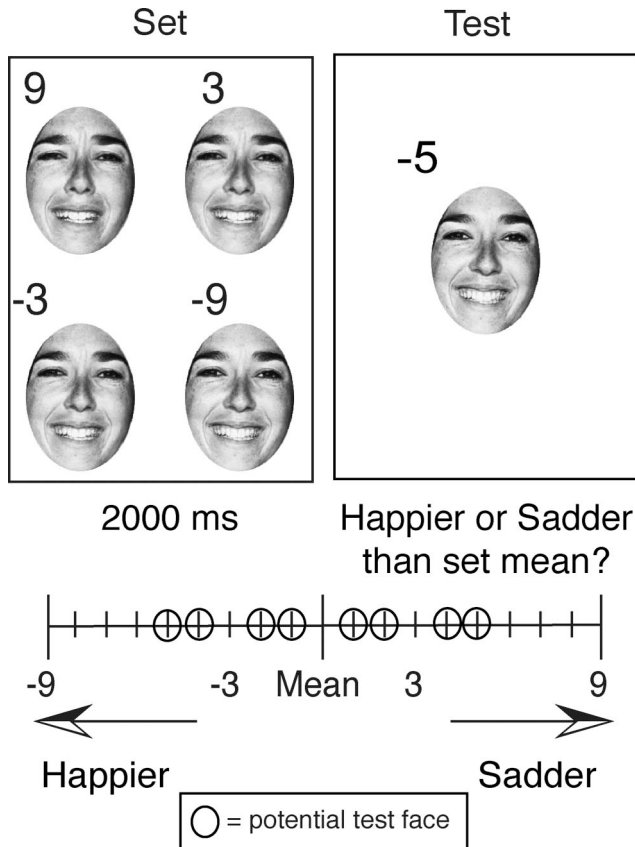 Set
Test
9
3
-3
-9
-5
2000 ms
Happier or Sadder
than set mean?
-9
-3
Mean
3
9
Happier
Sadder
= potential test face